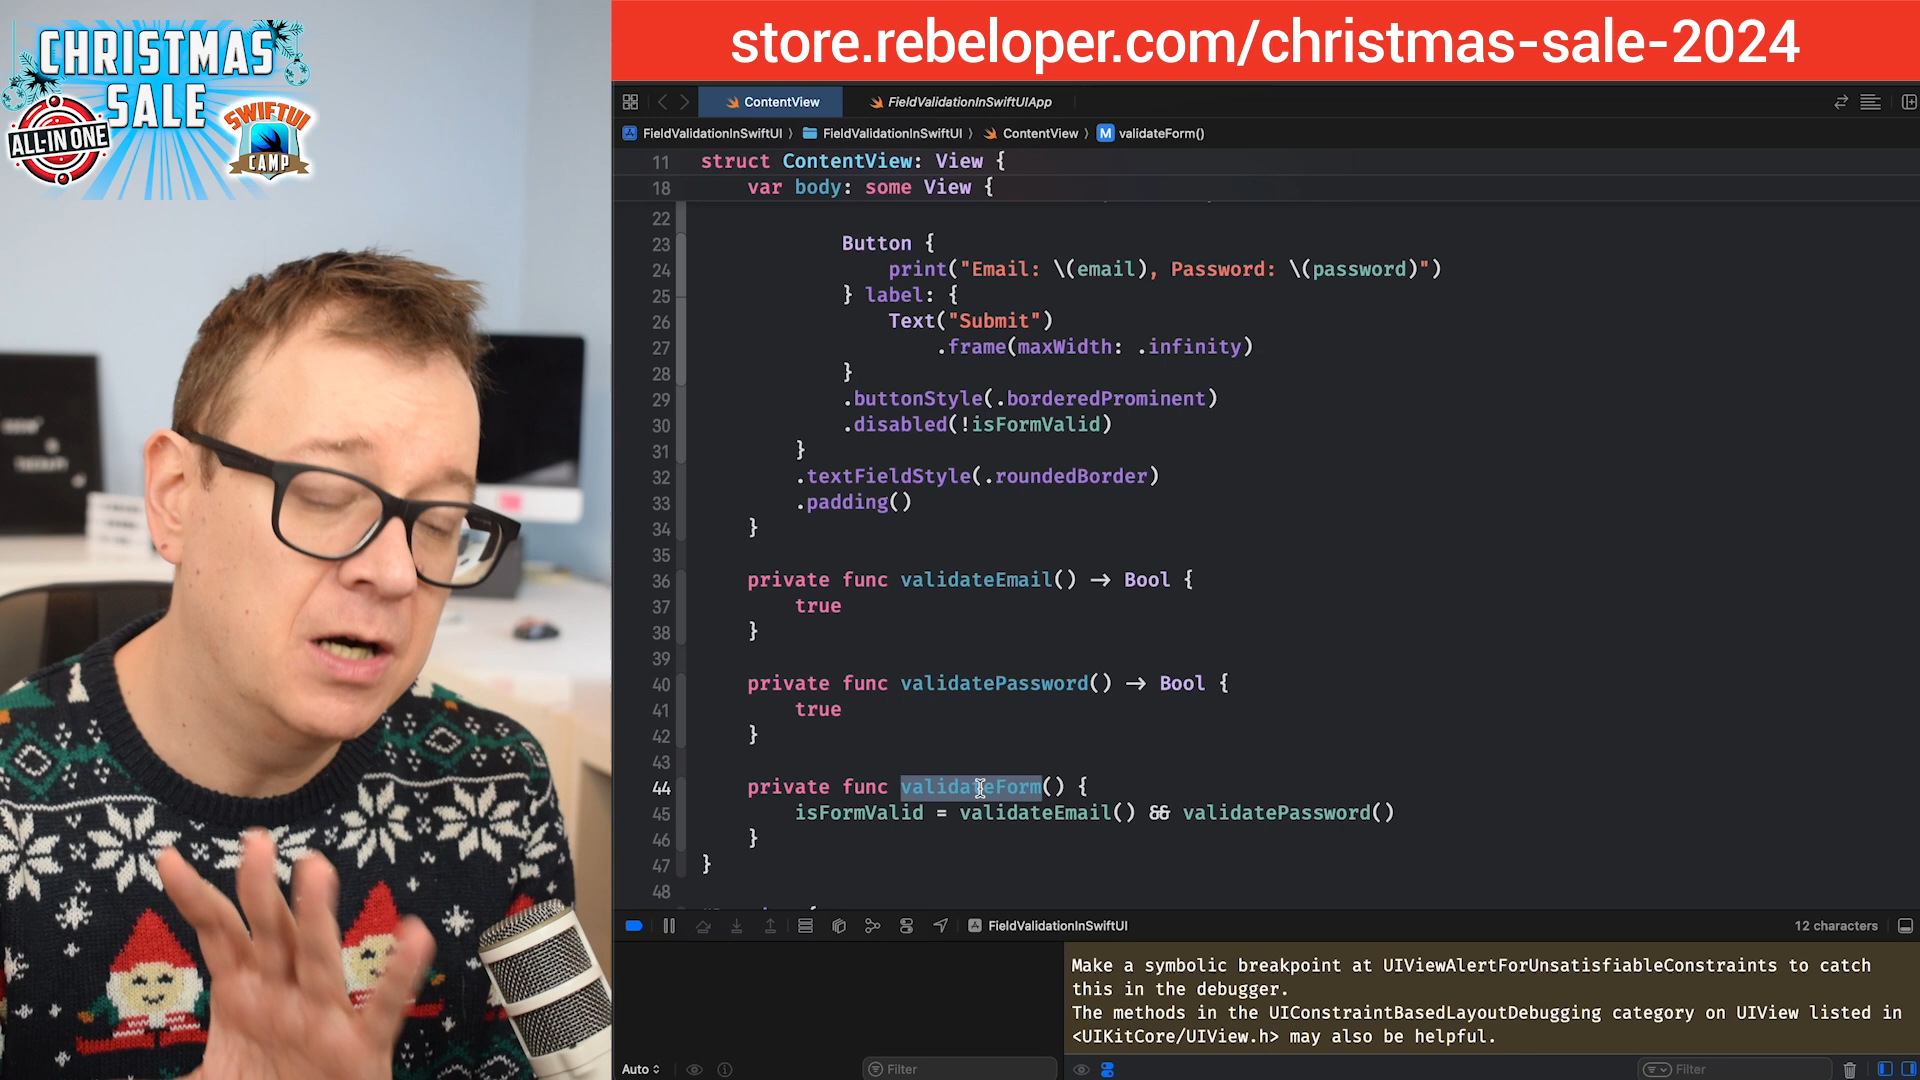 CHRISTMAS
SALE
ALL-IN ONE
SWIFTUI
CAMP
store.rebeloper.com/christmas-sale-2024
ContentView
FieldValidationInSwiftUIApp
FieldValidationInSwiftUI 〉 FieldValidationInSwiftUI 〉 ContentView 〉 M validateForm()
11 struct ContentView: View {
18 var body: some View {
22
23 Button {
24 print("Email: \(email), Password: \(password)")
25 } label: {
26 Text("Submit")
27 .frame(maxWidth: .infinity)
28 }
29 .buttonStyle(.borderedProminent)
30 .disabled(!isFormValid)
31 }
32 .textFieldStyle(.roundedBorder)
33 .padding()
34 }
35
36 private func validateEmail() -> Bool {
37 true
38 }
39
40 private func validatePassword() -> Bool {
41 true
42 }
43
44 private func validateForm() {
45 isFormValid = validateEmail() && validatePassword()
46 }
47 }
48
FieldValidationInSwiftUI
12 characters
Make a symbolic breakpoint at UIViewAlertForUnsatisfiableConstraints to catch
this in the debugger.
The methods in the UIConstraintBasedLayoutDebugging category on UIView listed in
<UIKitCore/UIView.h> may also be helpful.
Auto
Filter
Filter